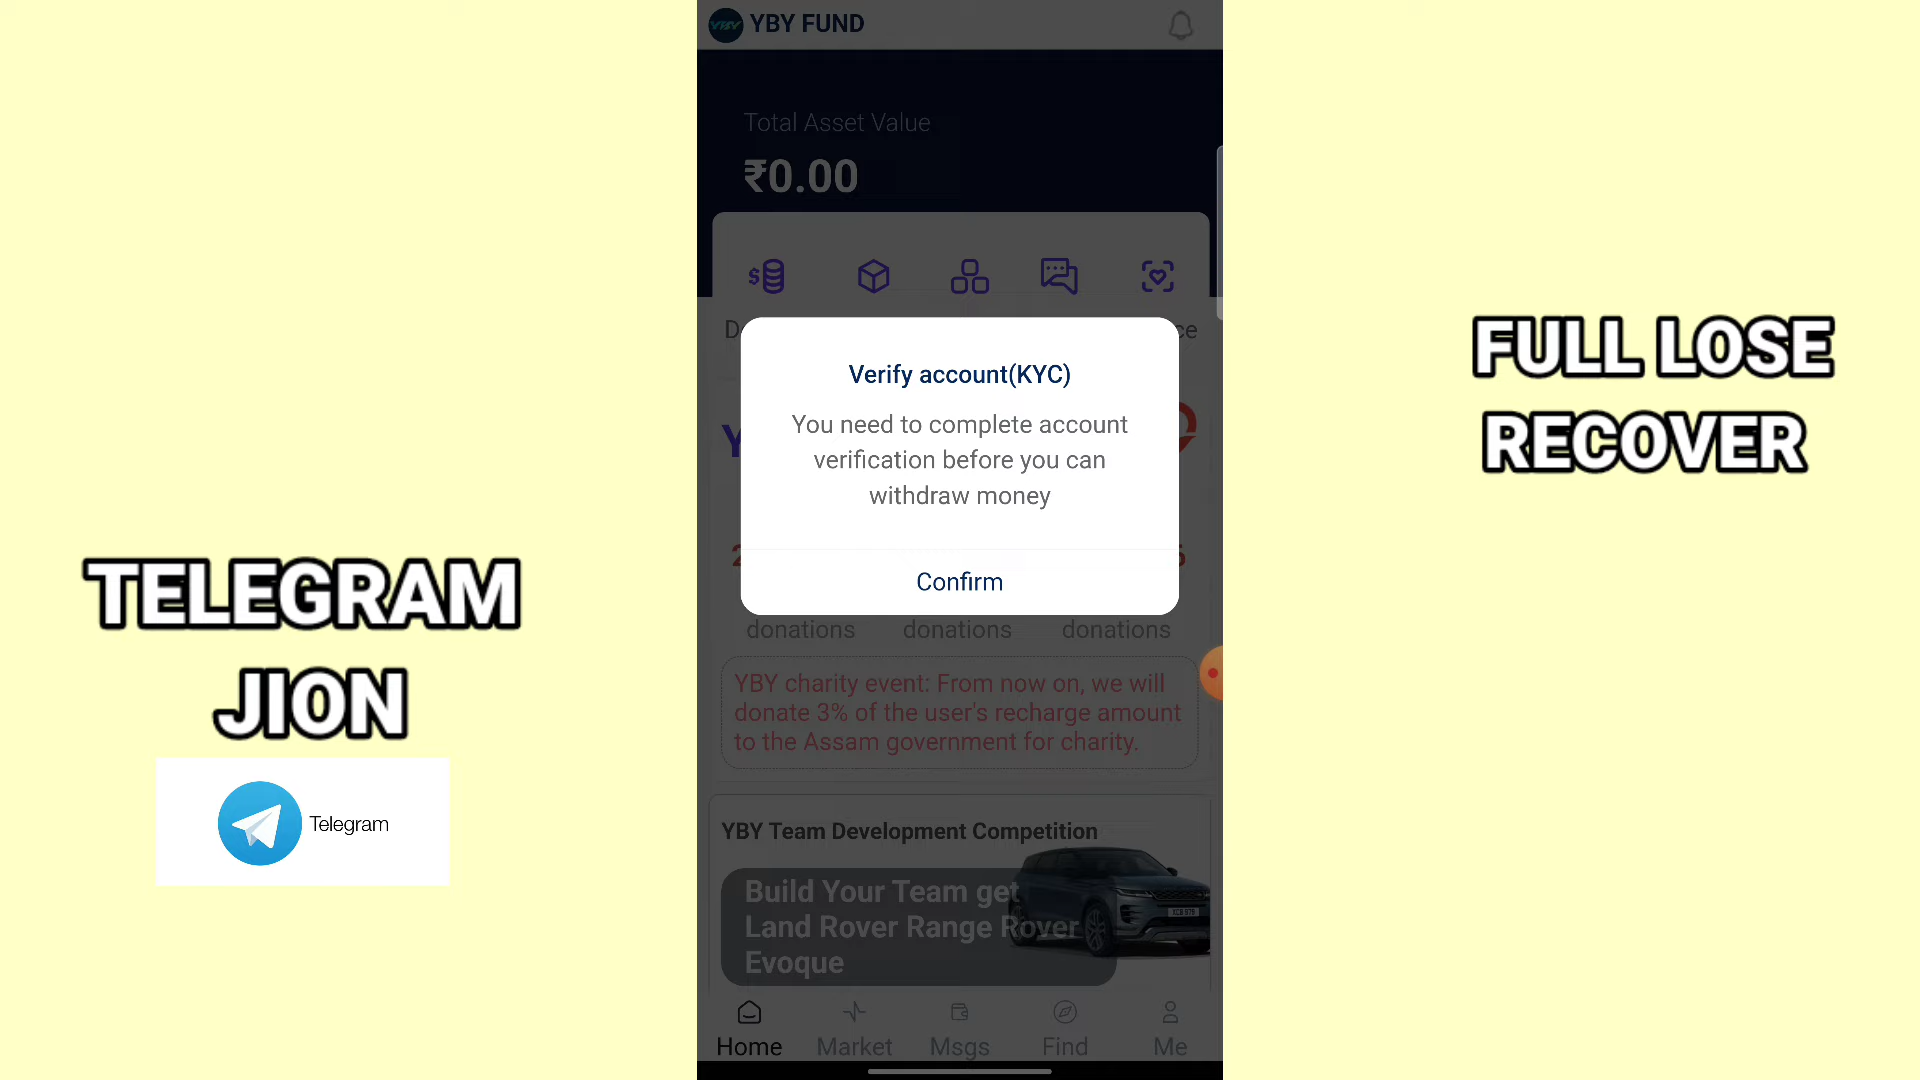 YBY YBY FUND
Total Asset Value
₹0.00
Verify account(KYC)
You need to complete account
verification before you can
withdraw money
Confirm
donations donations donations
YBY charity event: From now on, we will
donate 3% of the user's recharge amount
to the Assam government for charity.
YBY Team Development Competition
Build Your Team get
Land Rover Range Rover
Evoque
Home Market Msgs Find Me
TELEGRAM
JION
Telegram
FULL LOSE
RECOVER